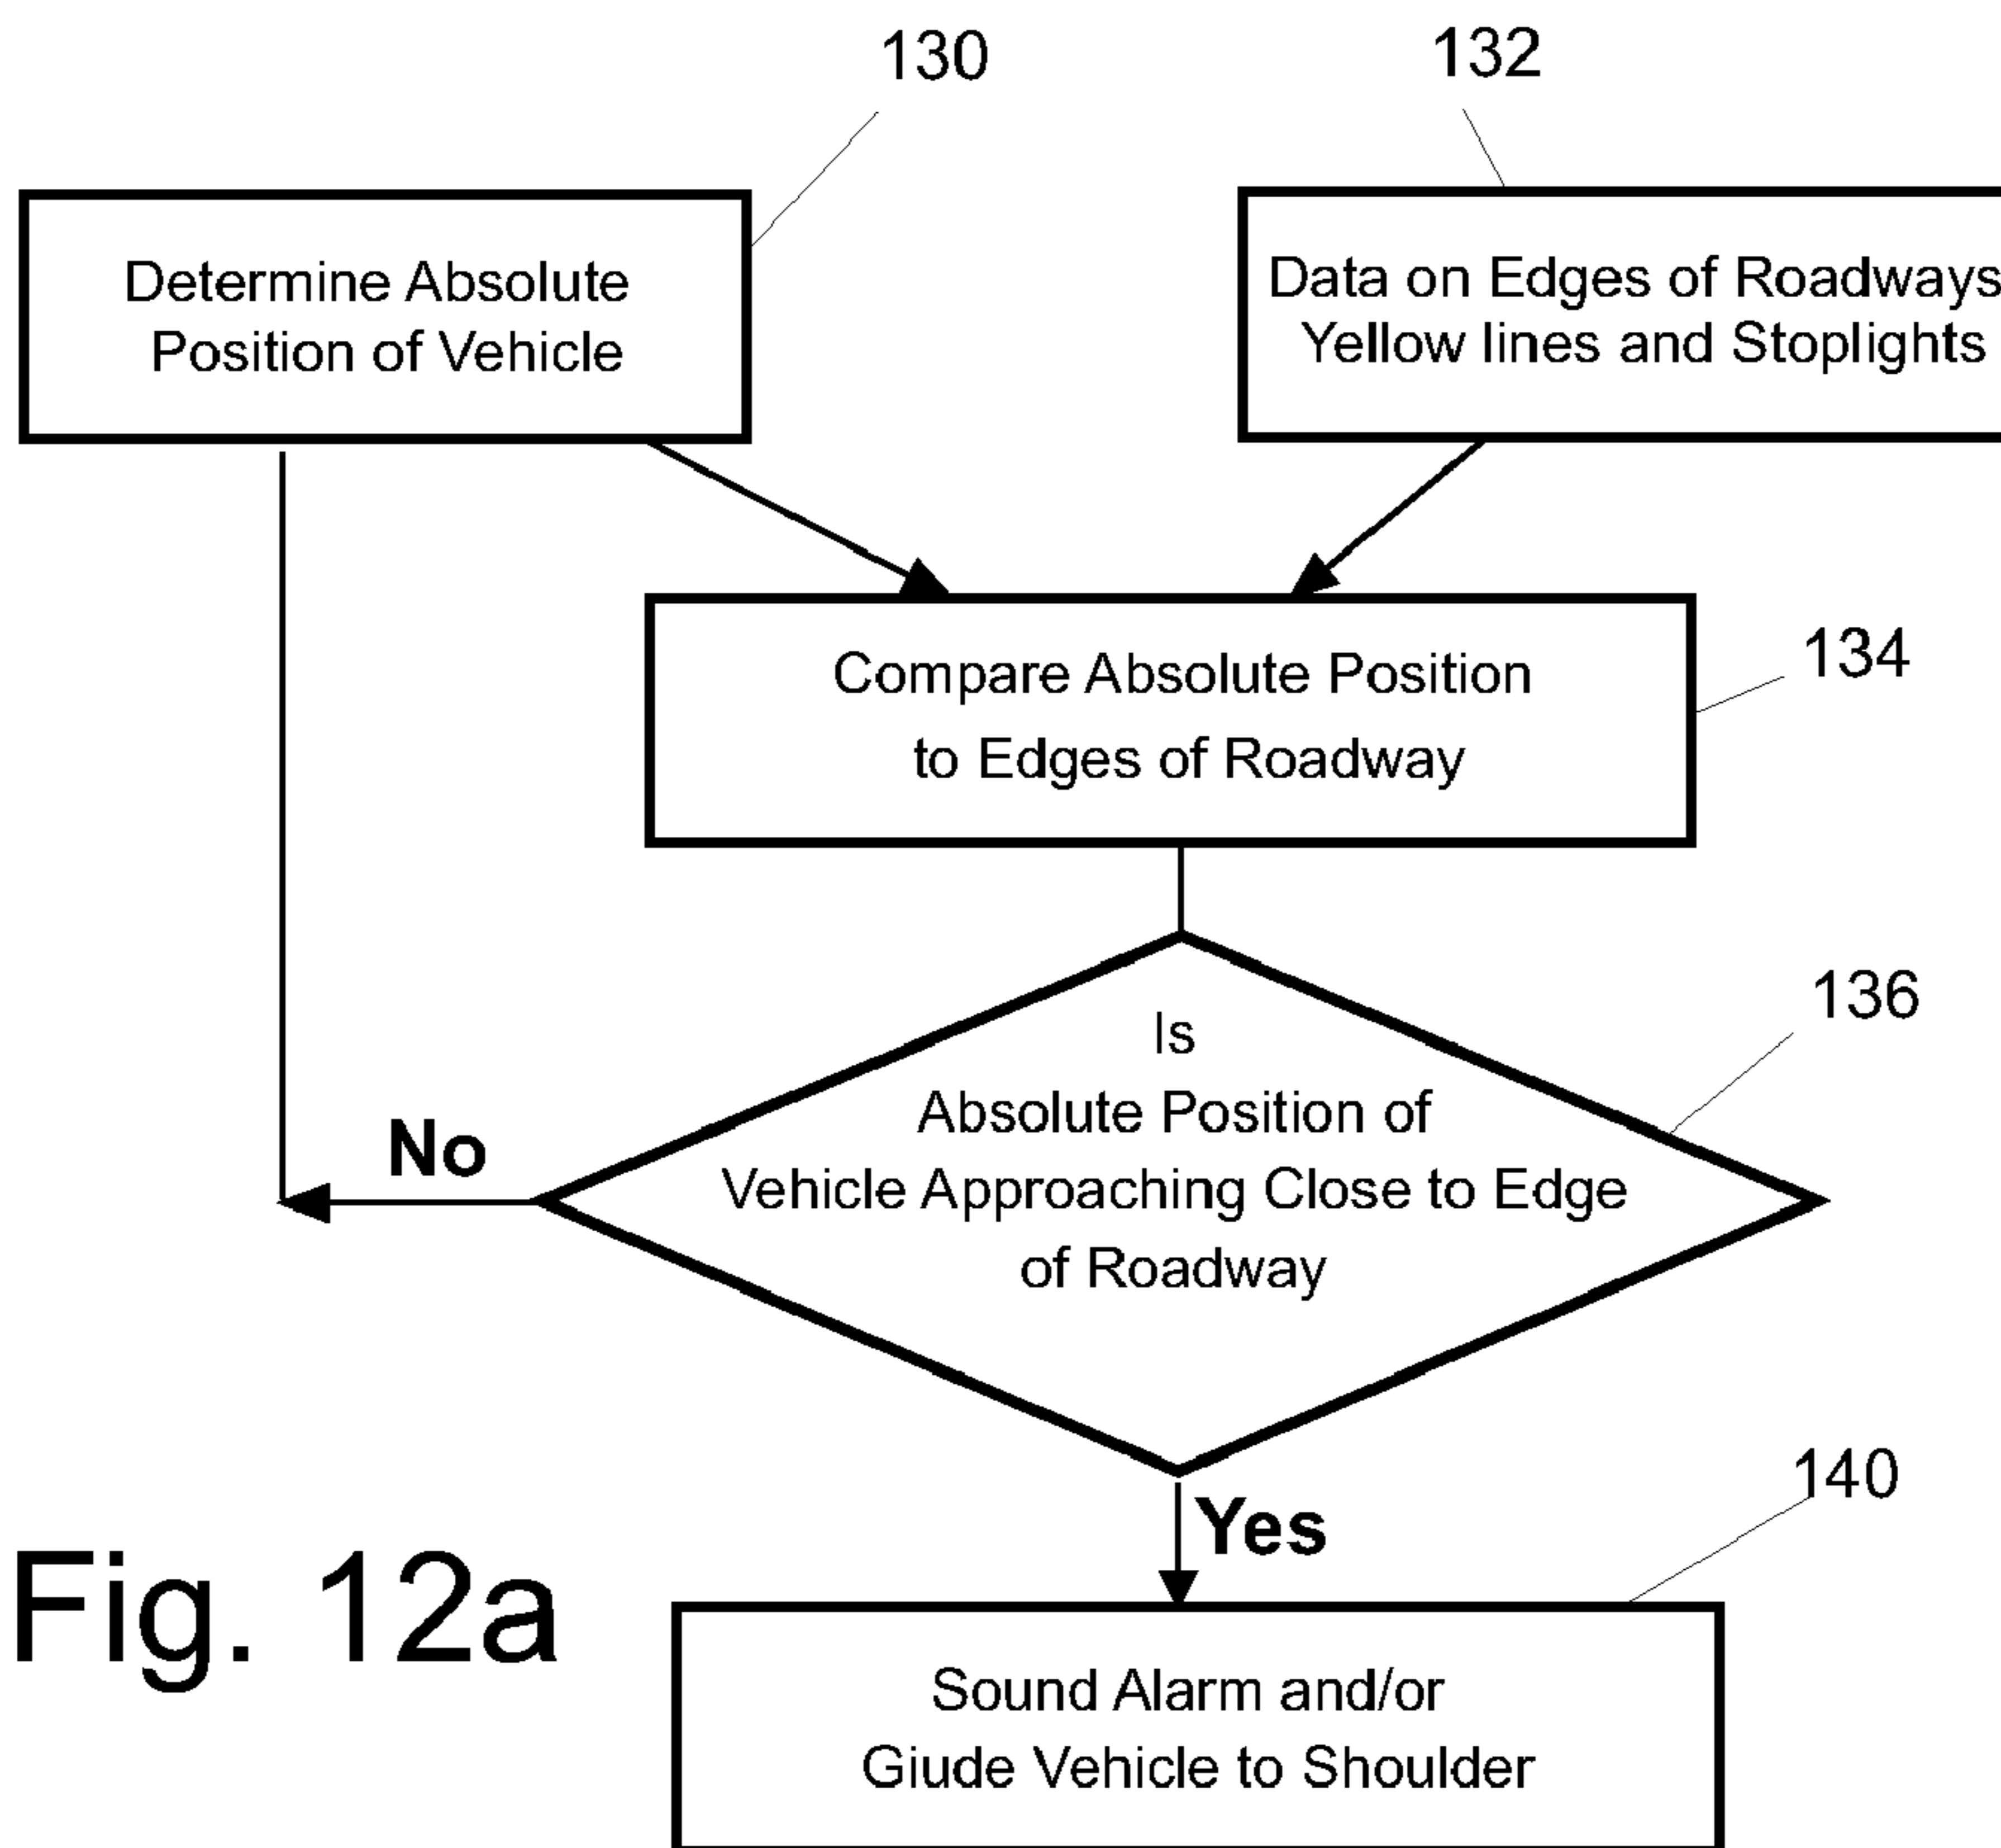 130
132
Determine Absolute
Position of Vehicle
Data on Edges of Roadways
Yellow lines and Stoplights
Compare Absolute Position
to Edges of Roadway
134
136
Is
Absolute Position of
Vehicle Approaching Close to Edge
of Roadway
No
Yes
140
Fig. 12a
Sound Alarm and/or
Giude Vehicle to Shoulder